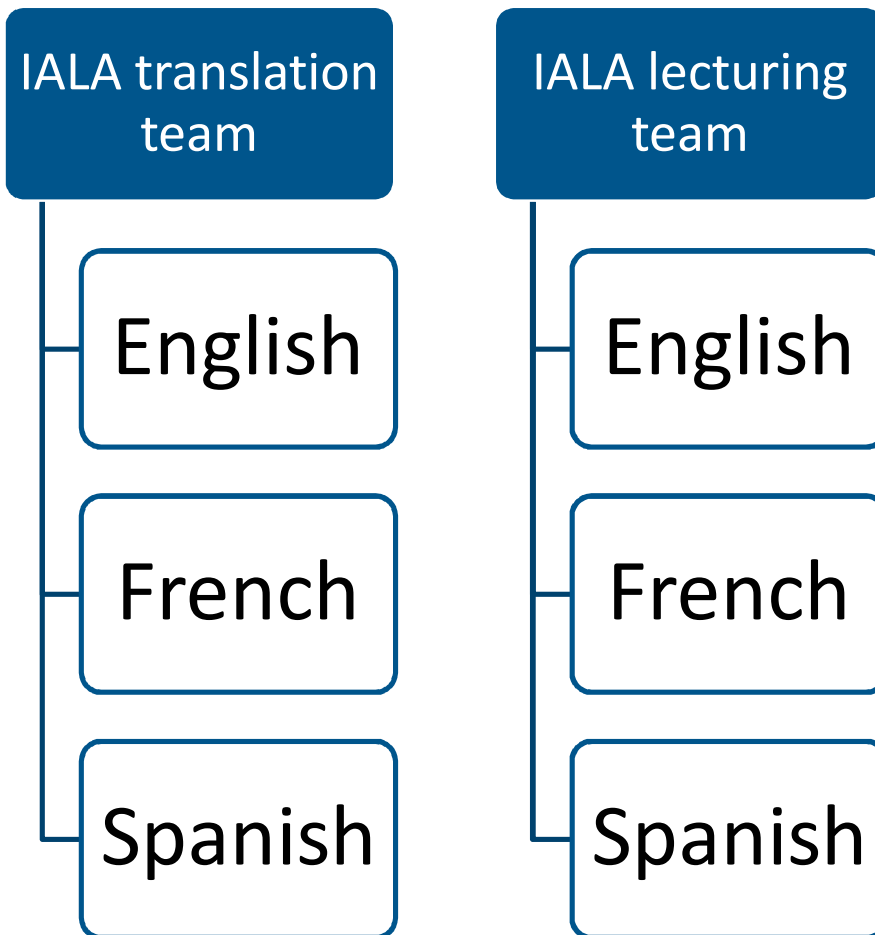 IALA translation
team
English
French
Spanish
IALA lecturing
team
English
French
Spanish